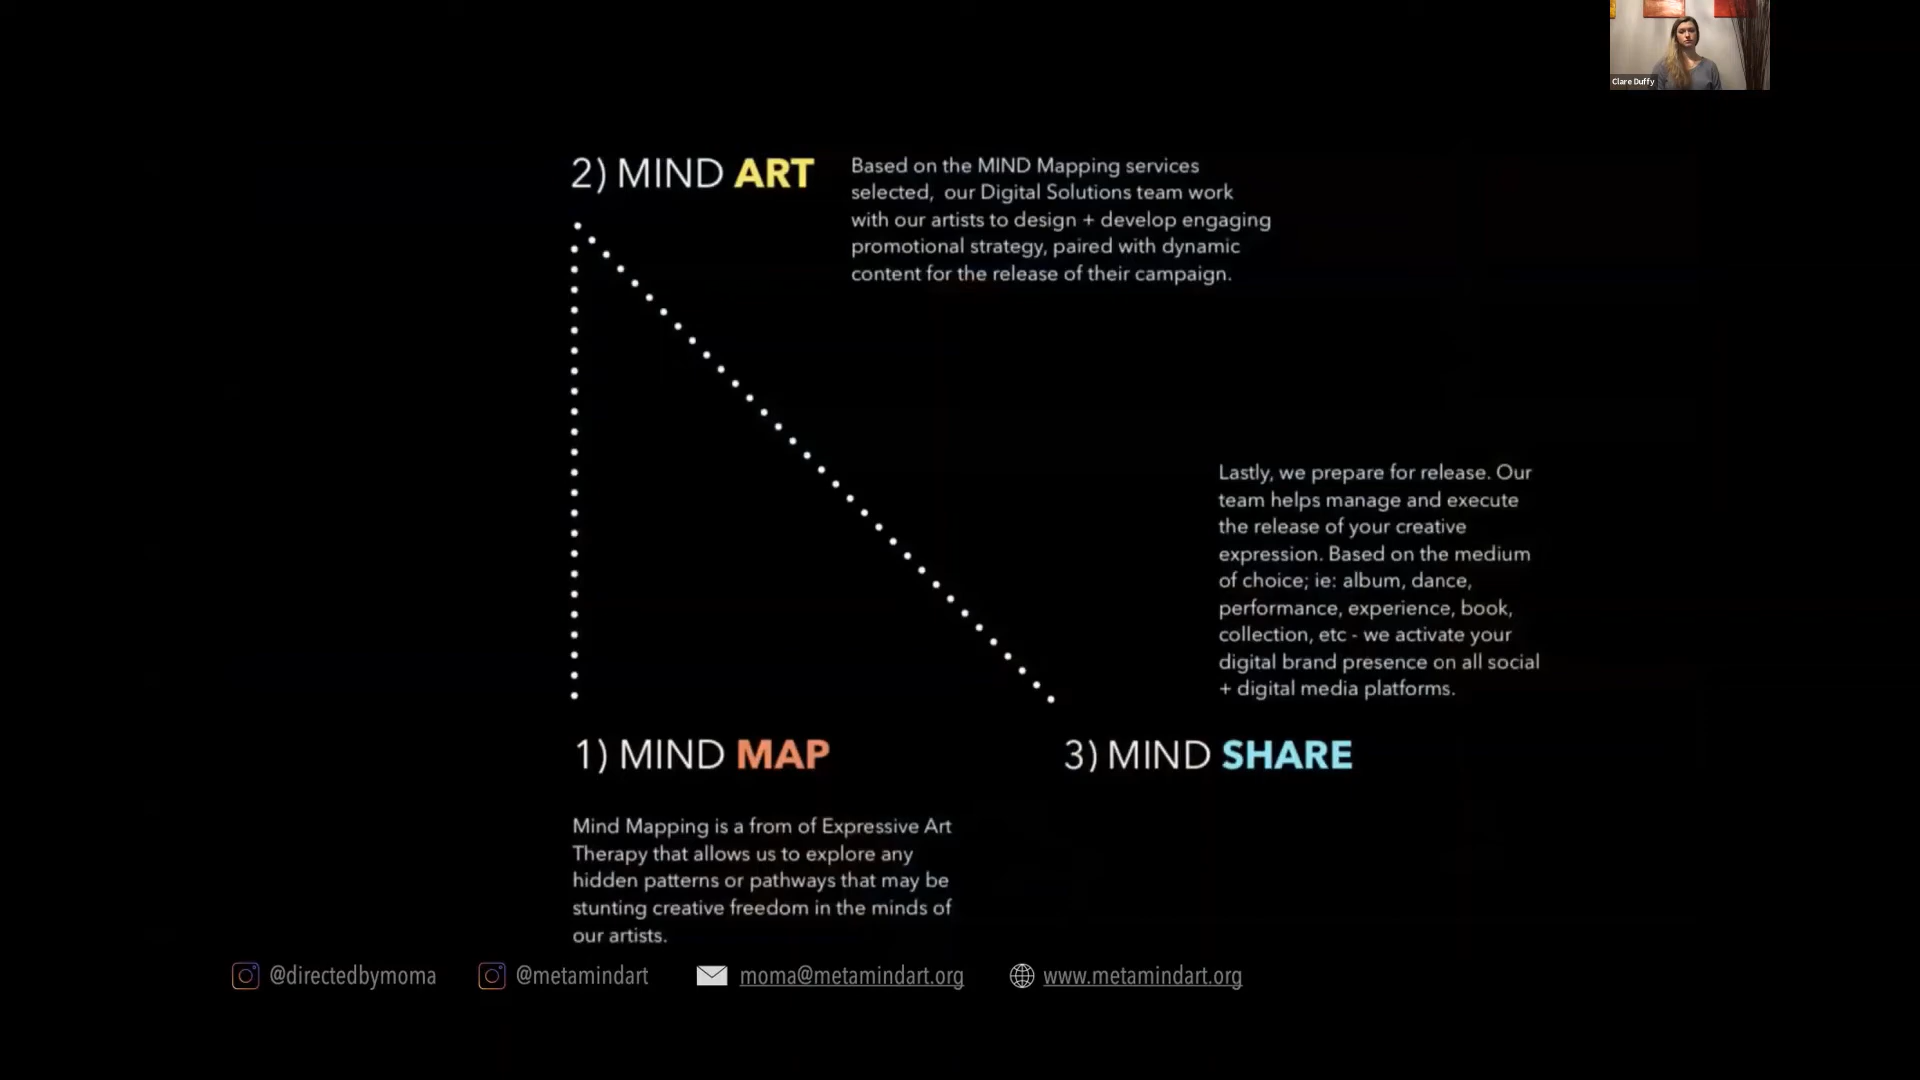 Clare Duffy
2) MIND ART
Based on the MIND Mapping services
selected, our Digital Solutions team work
with our artists to design + develop engaging
promotional strategy, paired with dynamic
content for the release of their campaign.
Lastly, we prepare for release. Our
team helps manage and execute
the release of your creative
expression. Based on the medium
of choice; ie: album, dance,
performance, experience, book,
collection, etc - we activate your
digital brand presence on all social
+ digital media platforms.
1) MIND MAP
3) MIND SHARE
Mind Mapping is a from of Expressive Art
Therapy that allows us to explore any
hidden patterns or pathways that may be
stunting creative freedom in the minds of
our artists.
@directedbymoma @metamindart moma@metamindart.org www.metamindart.org